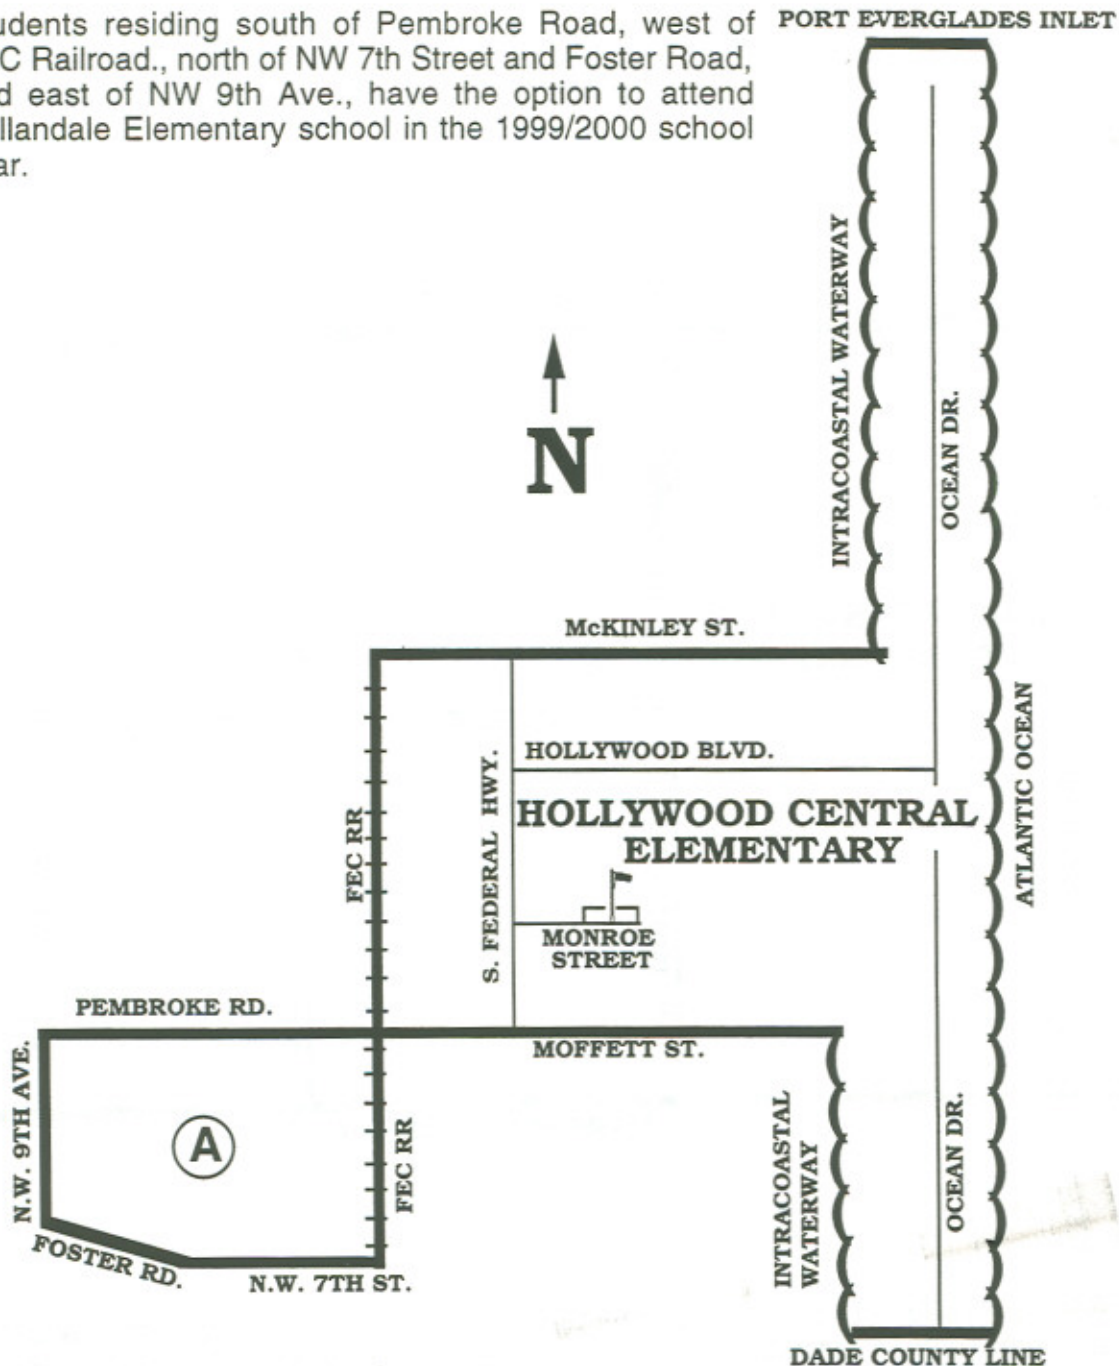 udents residing south of Pembroke Road, west of
C Railroad., north of NW 7th Street and Foster Road,
d east of NW 9th Ave., have the option to attend
llandale Elementary school in the 1999/2000 school
ar.
PORT EVERGLADES INLET
INTRACOASTAL WATERWAY
OCEAN DR.
N
McKINLEY ST.
HOLLYWOOD BLVD.
S. FEDERAL HWY.
FEC RR
HOLLYWOOD CENTRAL
ELEMENTARY
ATLANTIC OCEAN
MONROE
STREET
PEMBROKE RD.
MOFFETT ST.
N.W. 9TH AVE.
A
FEC RR
INTRACOASTAL
WATERWAY
OCEAN DR.
FOSTER RD.
N.W. 7TH ST.
DADE COUNTY LINE